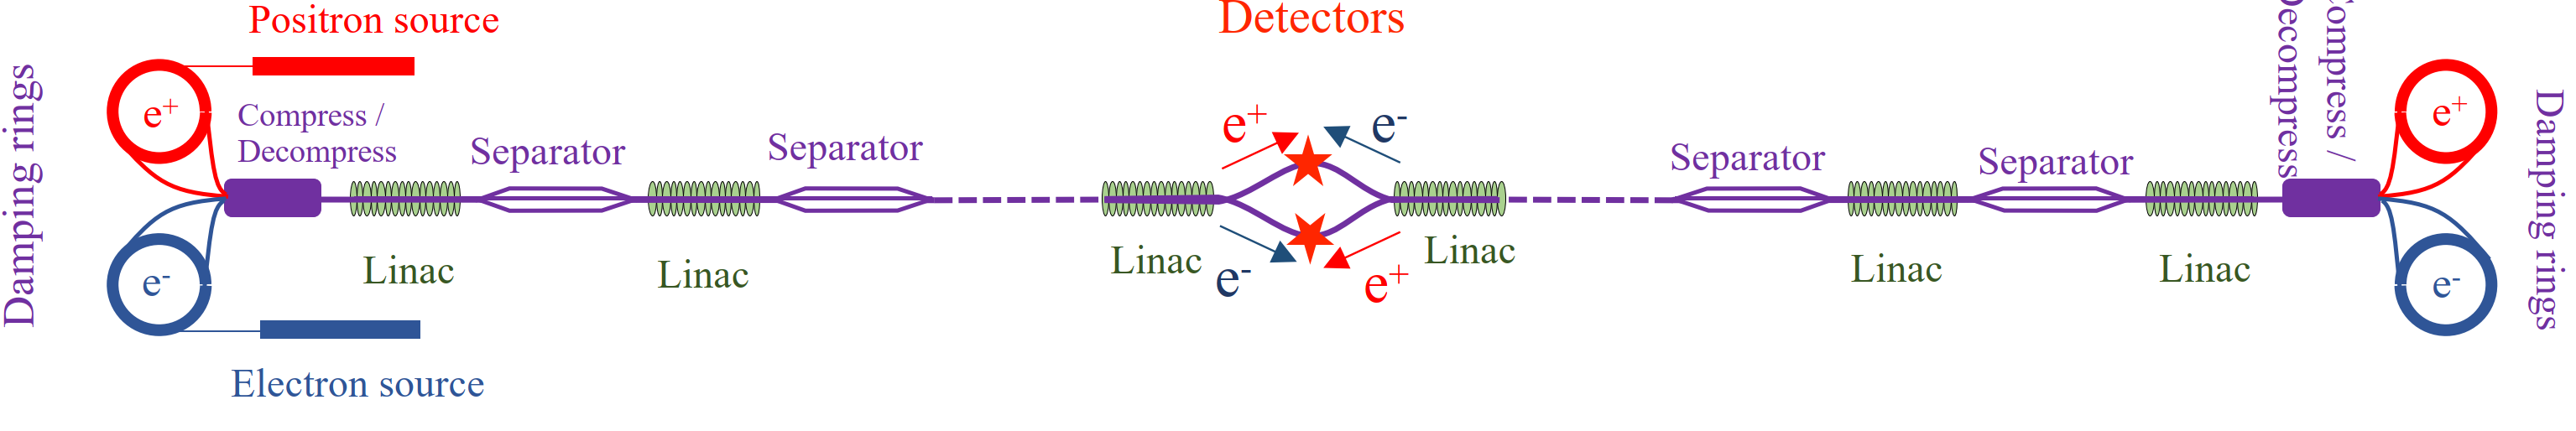 Positron source
Detectors
Damping rings
e+
Compress /
Decompress
Separator
Separator
e+
e-
Separator
Separator
Compress /
Decompress
e+
Damping rings
e-
Linac
Linac
Linac
e-
e+
Linac
Linac
Linac
e-
Electron source